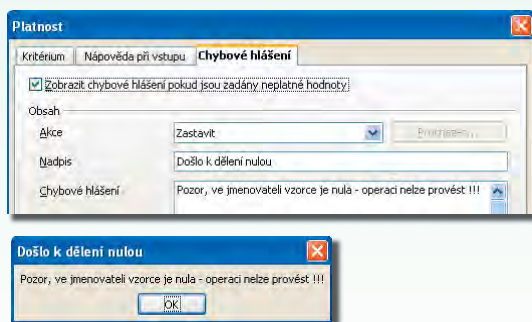 Platnost
Kritérium Nápověda při vstupu Chybové hlášení
Zobrazit chybové hlášení pokud jsou zadány neplatné hodnoty
Obsah
Akce Zastavit Procházet...
Nadpis Došlo k dělení nulou
Chybové hlášení Pozor, ve jmenovateli vzorce je nula - operaci nelze provést !!!
Došlo k dělení nulou
Pozor, ve jmenovateli vzorce je nula - operaci nelze provést !!!
OK